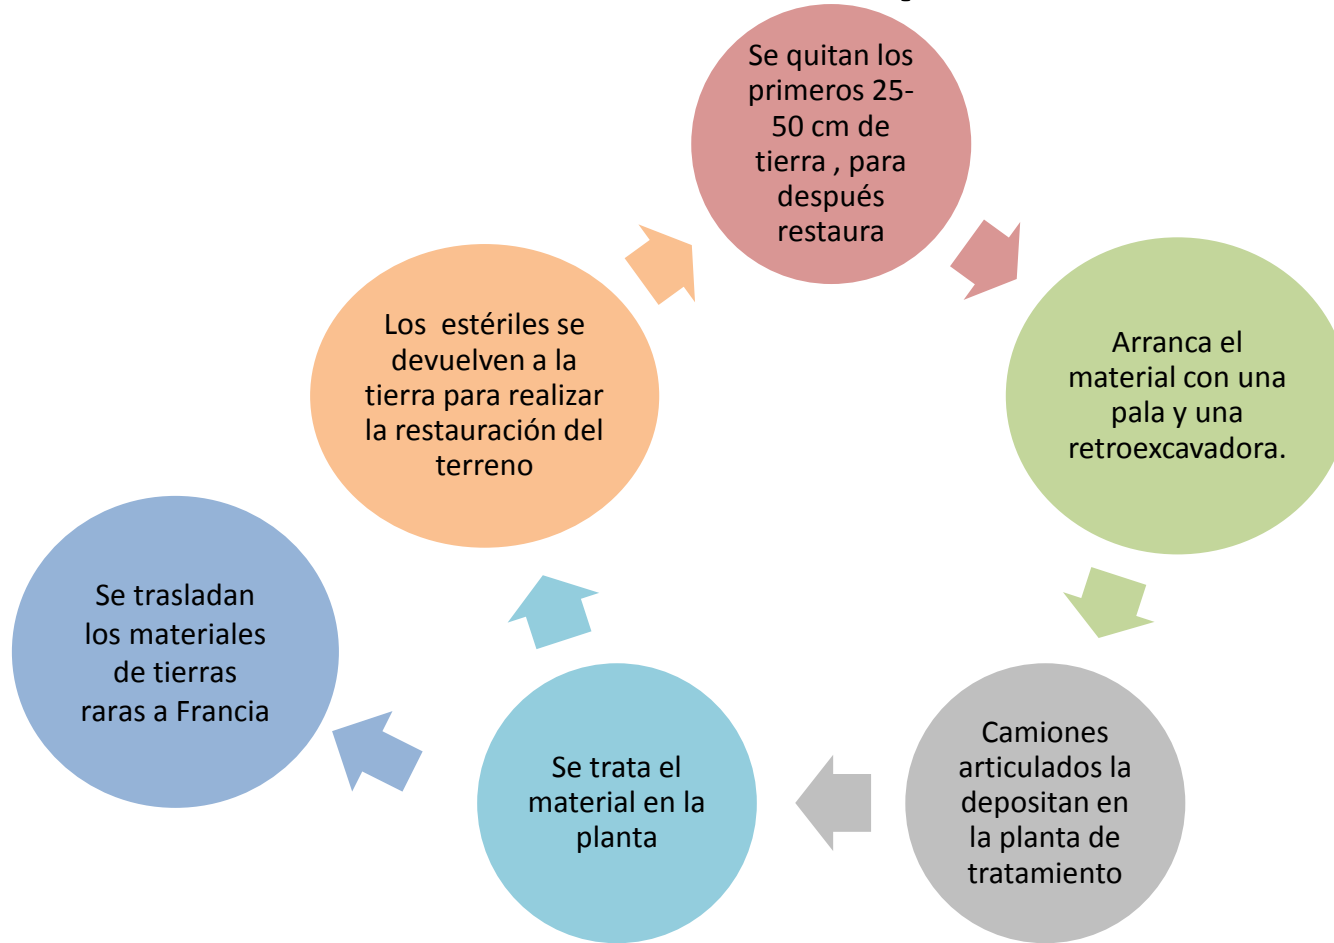 Se quitan los
primeros 25-
50 cm de
tierra , para
después
restaura
Arranca el
material con una
pala y una
retroexcavadora.
Camiones
articulados la
depositan en
la planta de
tratamiento
Se trata el
material en la
planta
Se trasladan
los materiales
de tierras
raras a Francia
Los  estériles se
devuelven a la
tierra para realizar
la restauración del
terreno